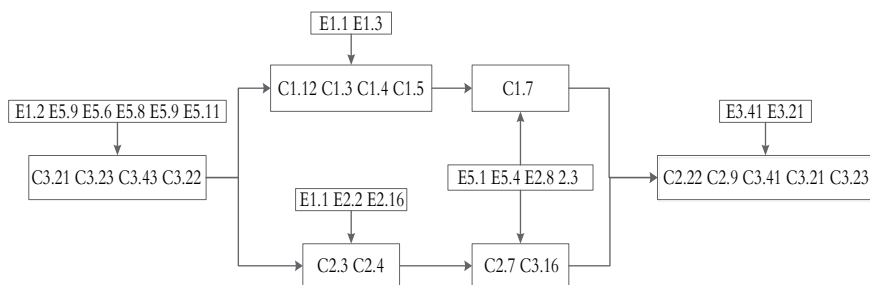 E1.1 E1.3
C1.12 C1.3 C1.4 C1.5
C1.7
E1.2 E5.9 E5.6 E5.8 E5.9 E5.11
E3.41 E3.21
C3.21 C3.23 C3.43 C3.22
E5.1 E5.4 E2.8 2.3
C2.22 C2.9 C3.41 C3.21 C3.23
E1.1 E2.2 E2.16
C2.3 C2.4
C2.7 C3.16